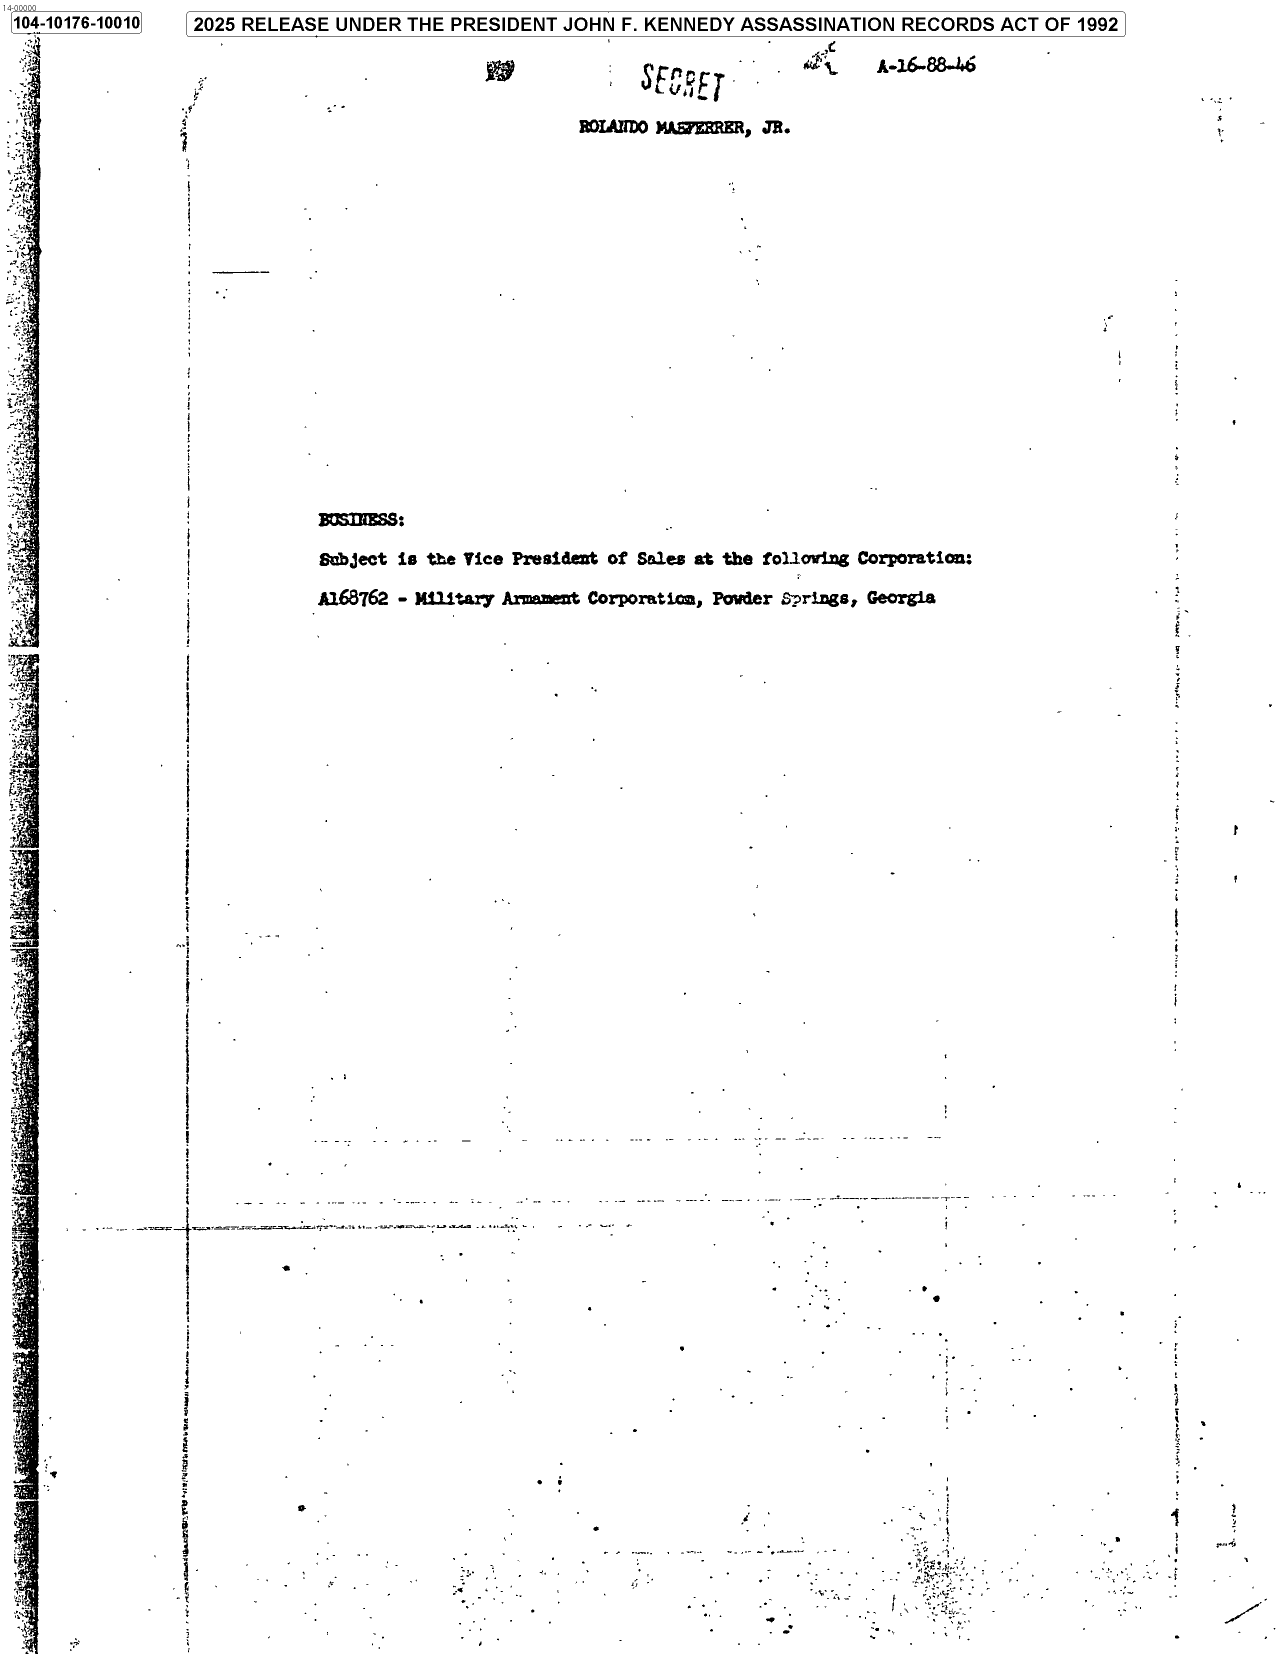 14-00000
104-10176-10010
2025 RELEASE UNDER THE PRESIDENT JOHN F. KENNEDY ASSASSINATION RECORDS ACT OF 1992
SECRET
A-16-88-46
ROLANDO MASFERRER, JR.
BUSINESS:
Subject is the Vice President of Sales at the following Corporation:
A168762 - Military Armament Corporation, Powder Springs, Georgia